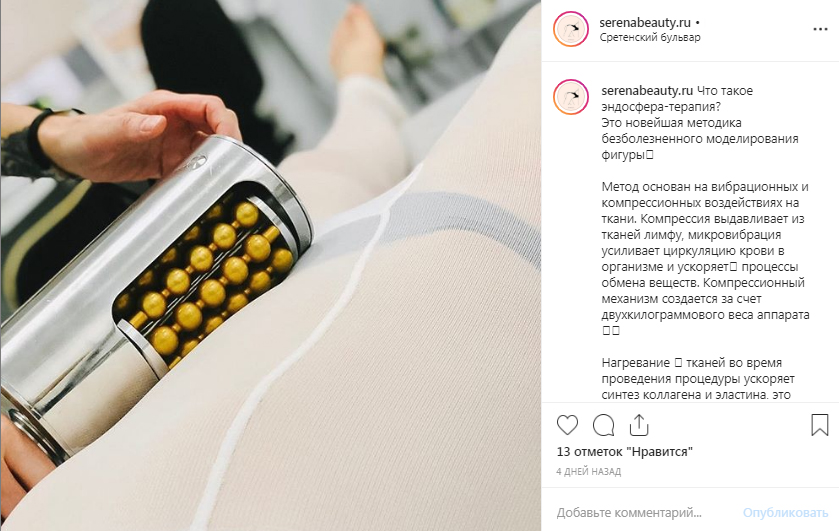 serenabeauty.ru •
Сретенский бульвар
serenabeauty.ru Что такое
эндосфера-терапия?
Это новейшая методика
безболезненного моделирования
фигуры
Метод основан на вибрационных и
компрессионных воздействиях на
ткани. Компрессия выдавливает из
тканей лимфу, микровибрация
усиливает циркуляцию крови в
организме и ускоряет процессы
обмена веществ. Компрессионный
механизм создается за счет
двухкилограммового веса аппарата
Нагревание тканей во время
проведения процедуры ускоряет
синтез коллагена и эластина, это
13 отметок "Нравится"
4 ДНЕЙ НАЗАД
Добавьте комментарий...
Опубликовать